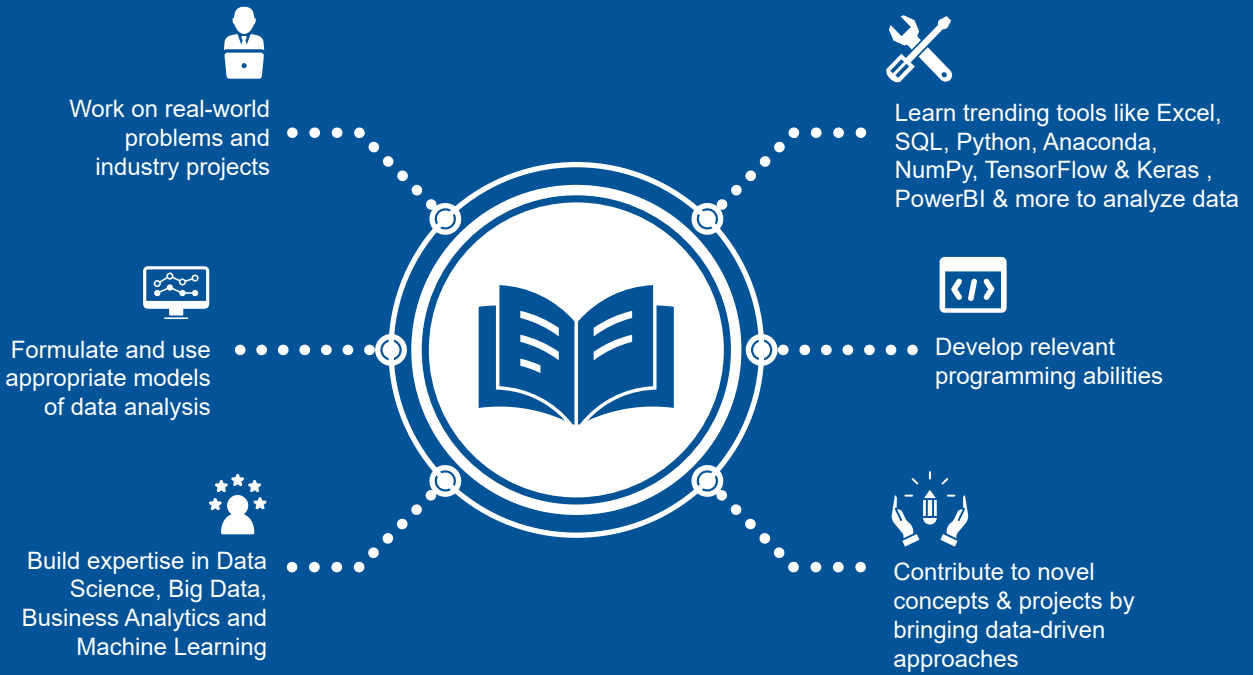 Work on real-world
problems and
industry projects
Learn trending tools like Excel,
SQL, Python, Anaconda,
NumPy, TensorFlow & Keras ,
PowerBI & more to analyze data
Formulate and use
appropriate models
of data analysis
Develop relevant
programming abilities
Build expertise in Data
Science, Big Data,
Business Analytics and
Machine Learning
Contribute to novel
concepts & projects by
bringing data-driven
approaches